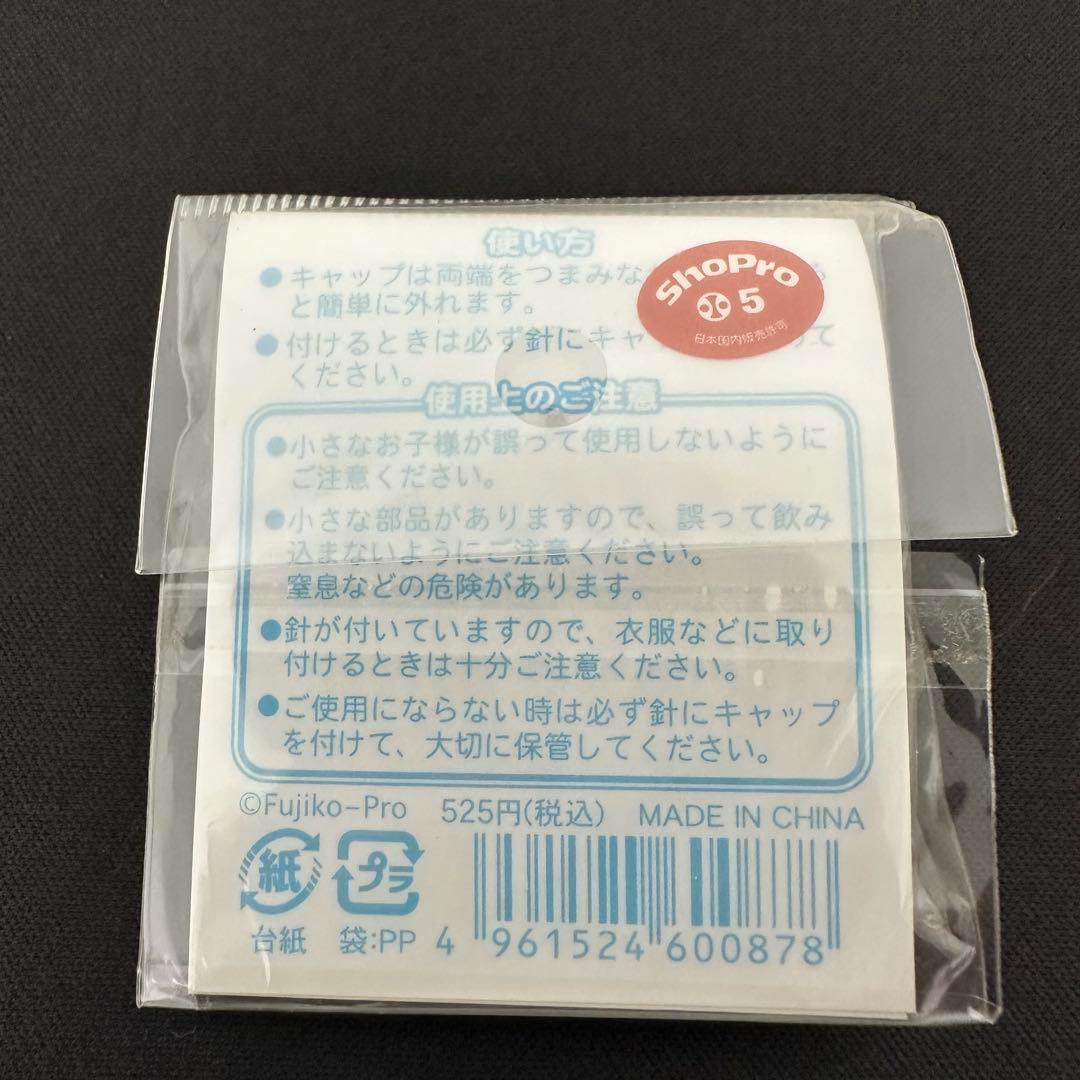 使い方
●キャップは両端をつまみな
と簡単に外れます。
●付けるときは必ず針にキャ
て
ください。
ShoPro
5
日本国内販売許可
使用上のご注意
●小さなお子様が誤って使用しないように
ご注意ください。
●小さな部品がありますので、誤って飲み
込まないようにご注意ください。
窒息などの危険があります。
●針が付いていますので、衣服などに取り
付けるときは十分ご注意ください。
●ご使用にならない時は必ず針にキャップ
を付けて、大切に保管してください。
©Fujiko-Pro 525円(税込) MADE IN CHINA
紙 プラ
台紙 袋:PP 4 961524 600878